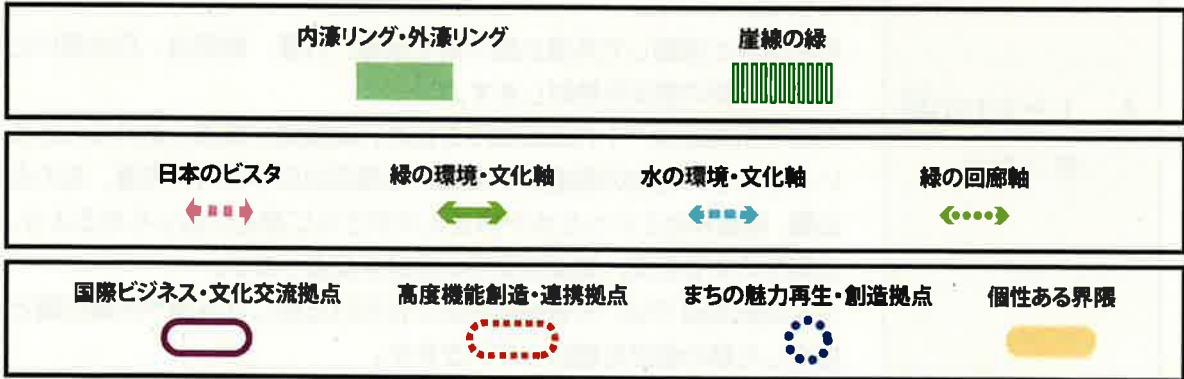 内濠リング・外濠リング
崖線の緑
日本のビスタ
緑の環境・文化軸
水の環境・文化軸
緑の回廊軸
国際ビジネス・文化交流拠点
高度機能創造・連携拠点
まちの魅力再生・創造拠点
個性ある界隈